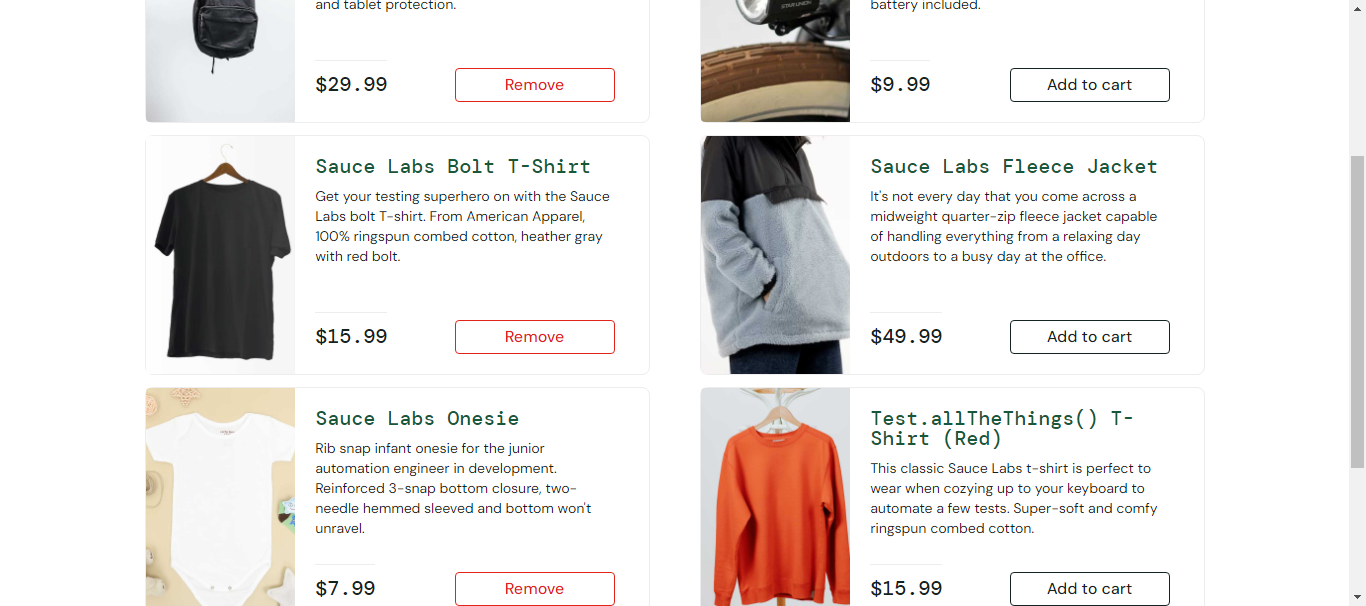 and tablet protection.
$29.99
Remove
battery included.
$9.99
Add to cart
Sauce Labs Bolt T-Shirt
Get your testing superhero on with the Sauce
Labs bolt T-shirt. From American Apparel,
100% ringspun combed cotton, heather gray
with red bolt.
$15.99
Remove
Sauce Labs Fleece Jacket
It's not every day that you come across a
midweight quarter-zip fleece jacket capable
of handling everything from a relaxing day
outdoors to a busy day at the office.
$49.99
Add to cart
Sauce Labs Onesie
Rib snap infant onesie for the junior
automation engineer in development.
Reinforced 3-snap bottom closure, two-
needle hemmed sleeved and bottom won't
unravel.
$7.99
Remove
Test.allTheThings() T-
Shirt (Red)
This classic Sauce Labs t-shirt is perfect to
wear when cozying up to your keyboard to
automate a few tests. Super-soft and comfy
ringspun combed cotton.
$15.99
Add to cart